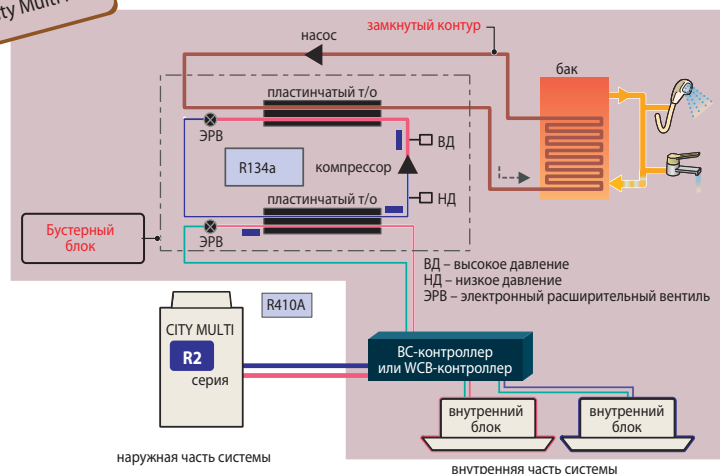 ity Multi
насос
замкнутый контур
бак
пластинчатый т/о
ЭРВ
ВД
R134a
компрессор
пластинчатый т/о
НД
ЭРВ
Бустерный
блок
ВД – высокое давление
НД – низкое давление
ЭРВ – электронный расширительный вентиль
R410A
CITY MULTI
R2
серия
BC-контроллер
или WCB-контроллер
внутренний
блок
внутренний
блок
наружная часть системы
внутренняя часть системы